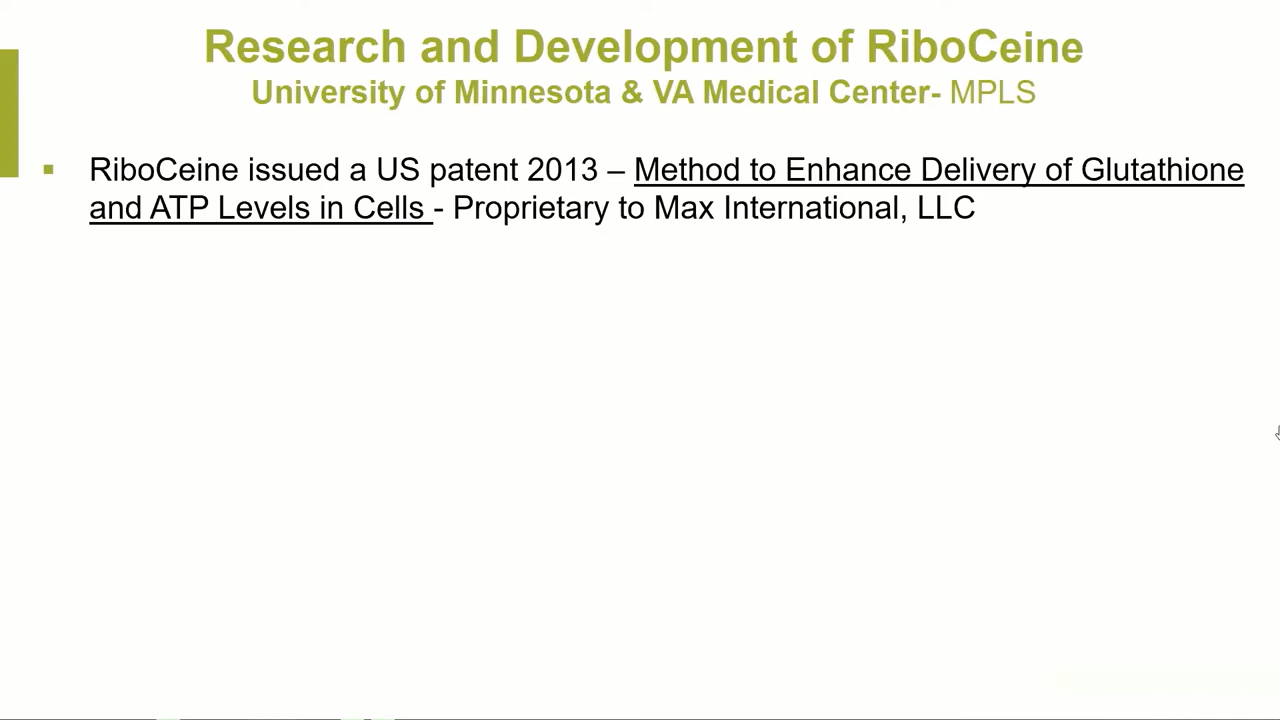 Research and Development of RiboCeine
University of Minnesota & VA Medical Center- MPLS
▪ RiboCeine issued a US patent 2013 – Method to Enhance Delivery of Glutathione
and ATP Levels in Cells - Proprietary to Max International, LLC